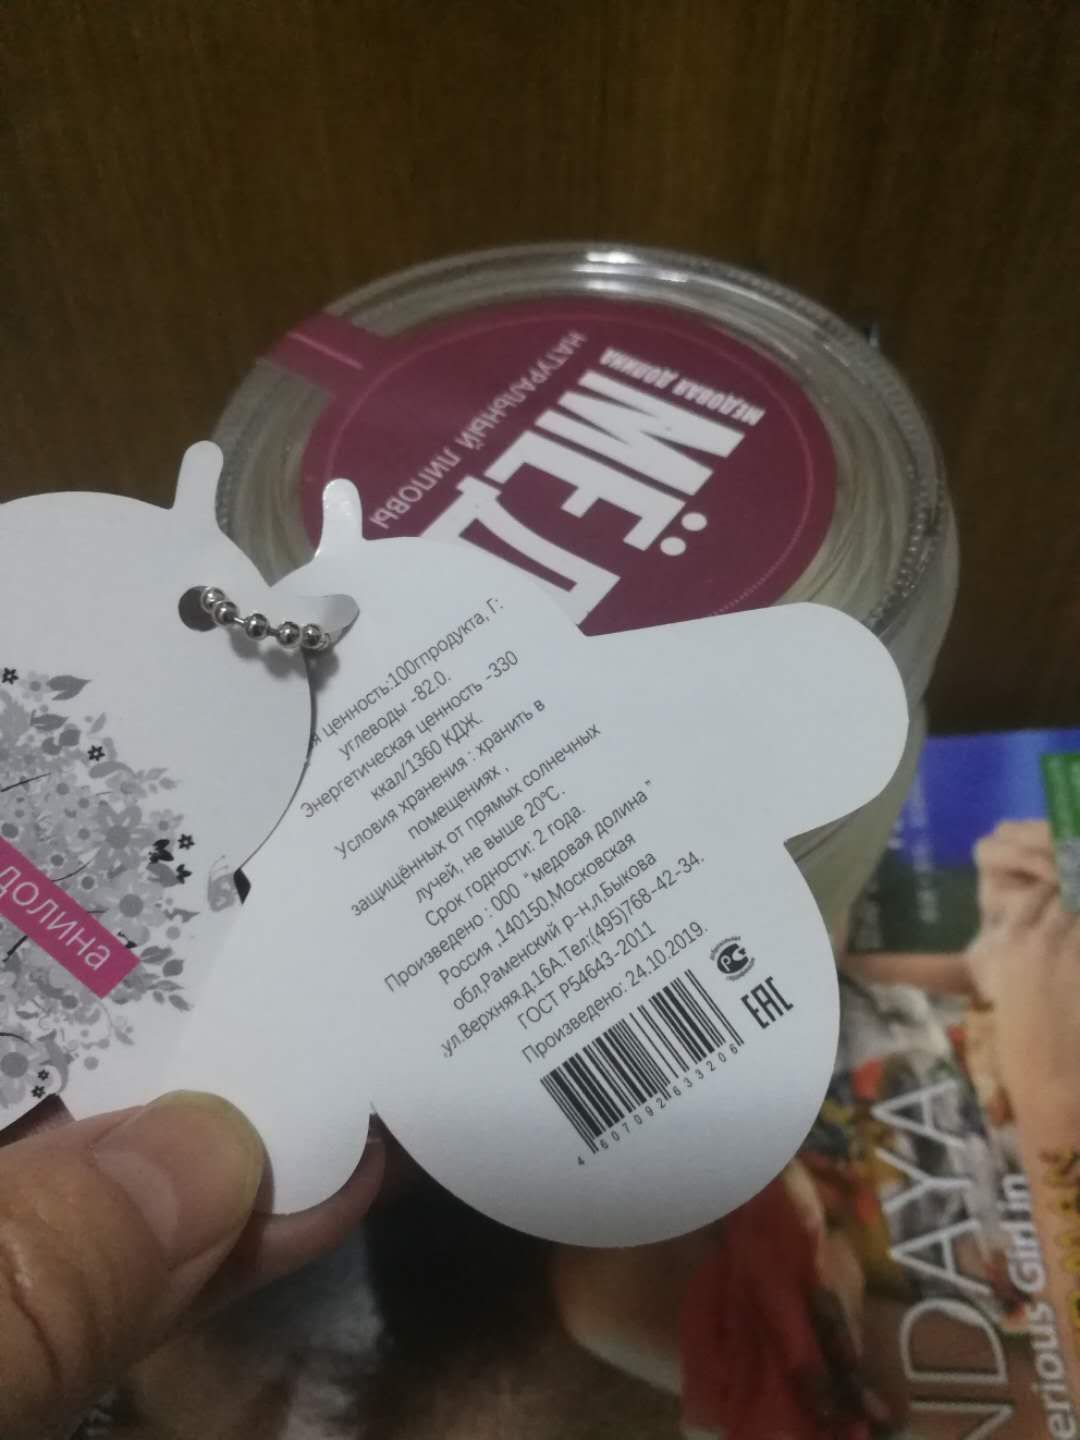 МЕДОВАЯ ДОЛИНА
МЁД
НАТУРАЛЬНЫЙ ЛИПОВЫ
ценность:100гпродукта, Г:
углеводы -82.0.
Энергетическая ценность -330
ккал/1360 КДЖ.
Условия хранения : хранить в
помещениях ,
защищённых от прямых солнечных
лучей, не выше 20°С.
Срок годности: 2 года.
Произведено : ООО "медовая долина "
Россия ,140150,Московская
обл,Раменский р-н,п,Быкова
,ул.Верхняя,д.16А.Тел:(495)768-42-34.
ГОСТ Р54643-2011
Произведено: 24.10.2019.
4607092633206
ЕАС
долина
NDAYA
erious Girl in